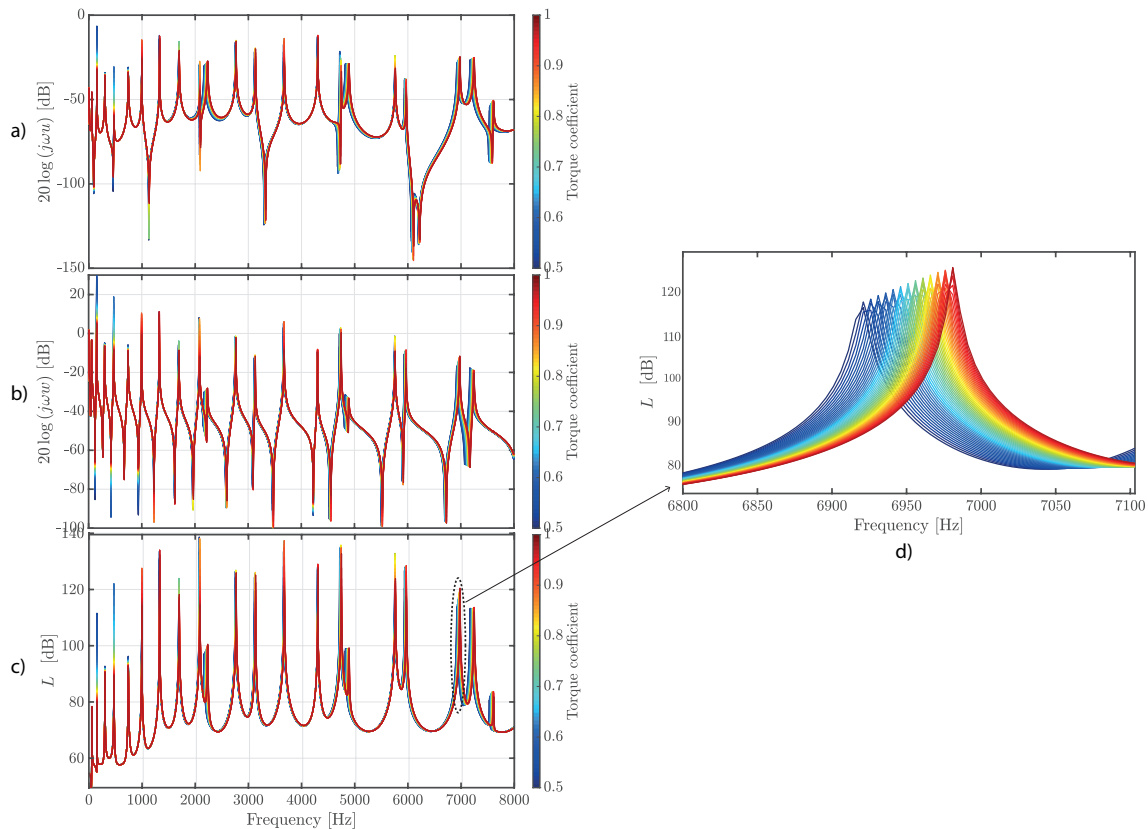 a)
20 log (jωu) [dB]
0
-50
-100
-150
1
0.9
0.8
0.7
0.6
0.5
Torque coefficient
b)
20 log (jωw) [dB]
20
0
-20
-40
-60
-80
-100
1
0.9
0.8
0.7
0.6
0.5
Torque coefficient
c)
L [dB]
140
120
100
80
60
0 1000 2000 3000 4000 5000 6000 7000 8000
Frequency [Hz]
1
0.9
0.8
0.7
0.6
0.5
Torque coefficient
L [dB]
120
110
100
90
80
6800 6850 6900 6950 7000 7050 7100
Frequency [Hz]
d)